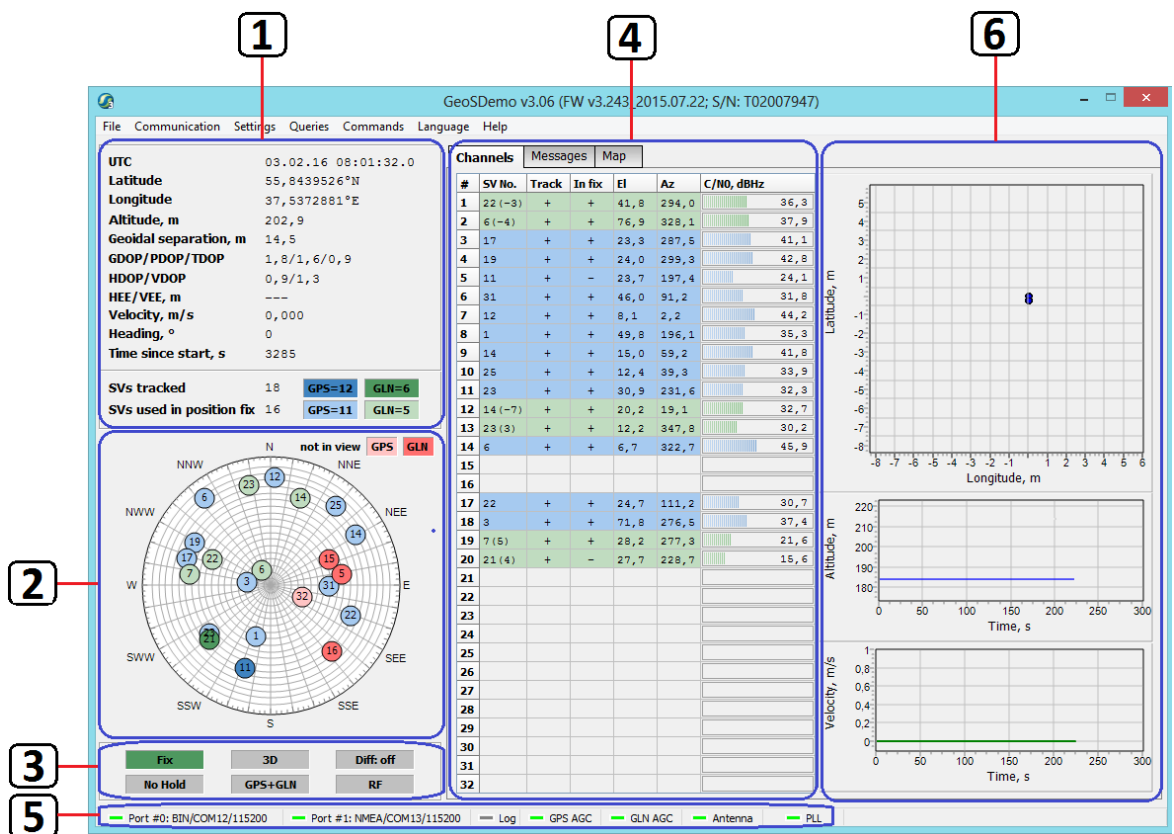 1
4
6
GeoSDemo v3.06 (FW v3.243_2015.07.22; S/N: T02007947)
File Communication Settings Queries Commands Language Help
UTC 03.02.16 08:01:32.0
Latitude 55,8439526°N
Longitude 37,5372881°E
Altitude, m 202,9
Geoidal separation, m 14,5
GDOP/PDOP/TDOP 1,8/1,6/0,9
HDOP/VDOP 0,9/1,3
HEE/VEE, m ---
Velocity, m/s 0,000
Heading, º 0
Time since start, s 3285
SVs tracked 18 GPS=12 GLN=6
SVs used in position fix 16 GPS=11 GLN=5
2
not in view GPS GLN
N
NNW NNE
NWW NEE
W E
SWW SEE
SSW SSE
S
12
23
6
14
25
14
19
17
22
7
15
5
6
3
31
32
22
21
1
16
11
3
Fix 3D Diff: off
No Hold GPS+GLN RF
Channels Messages Map
# SV No. Track In fix El Az C/N0, dBHz
1 22(-3) + + 41,8 294,0 36,3
2 6(-4) + + 76,9 328,1 37,9
3 17 + + 23,3 287,5 41,1
4 19 + + 24,0 299,3 42,8
5 11 + - 23,7 197,4 24,1
6 31 + + 46,0 91,2 31,8
7 12 + + 8,1 2,2 44,2
8 1 + + 49,8 196,1 35,3
9 14 + + 15,0 59,2 41,8
10 25 + + 12,4 39,3 33,9
11 23 + + 30,9 231,6 32,3
12 14(-7) + + 20,2 19,1 32,7
13 23(3) + + 12,2 347,8 30,2
14 6 + + 6,7 322,7 45,9
15
16
17 22 + + 24,7 111,2 30,7
18 3 + + 71,8 276,5 37,4
19 7(5) + + 28,2 277,3 21,6
20 21(4) + - 27,7 228,7 15,6
21
22
23
24
25
26
27
28
29
30
31
32
Latitude, m
5
4
3
2
1
-1
-2
-3
-4
-5
-6
-7
-8
-8 -7 -6 -5 -4 -3 -2 -1 1 2 3 4 5 6
Longitude, m
Altitude, m
220
210
200
190
180
0 50 100 150 200 250 300
Time, s
Velocity, m/s
1
0,8
0,6
0,4
0,2
0
0 50 100 150 200 250 300
Time, s
5
Port #0: BIN/COM12/115200 Port #1: NMEA/COM13/115200 Log GPS AGC GLN AGC Antenna PLL